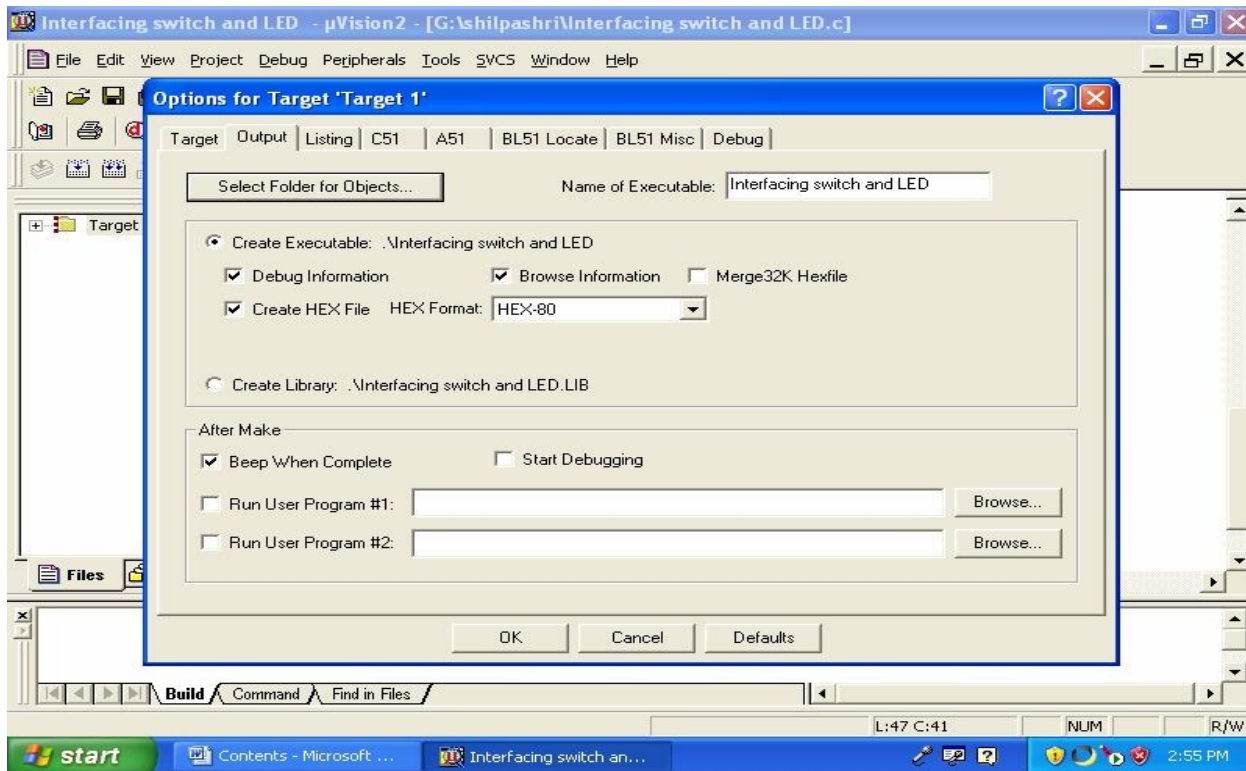 Interfacing switch and LED - µVision2 - [G:\shilpashri\Interfacing switch and LED.c]
File Edit View Project Debug Peripherals Tools SVCS Window Help
Options for Target 'Target 1'
Target Output Listing C51 A51 BL51 Locate BL51 Misc Debug
Select Folder for Objects... Name of Executable: Interfacing switch and LED
Target
Create Executable: .\Interfacing switch and LED
Debug Information Browse Information Merge32K Hexfile
Create HEX File HEX Format: HEX-80
Create Library: .\Interfacing switch and LED.LIB
After Make
Beep When Complete Start Debugging
Run User Program #1: Browse...
Run User Program #2: Browse...
Files
OK Cancel Defaults
Build Command Find in Files
L:47 C:41 NUM R/W
start Contents - Microsoft ... Interfacing switch an... 2:55 PM